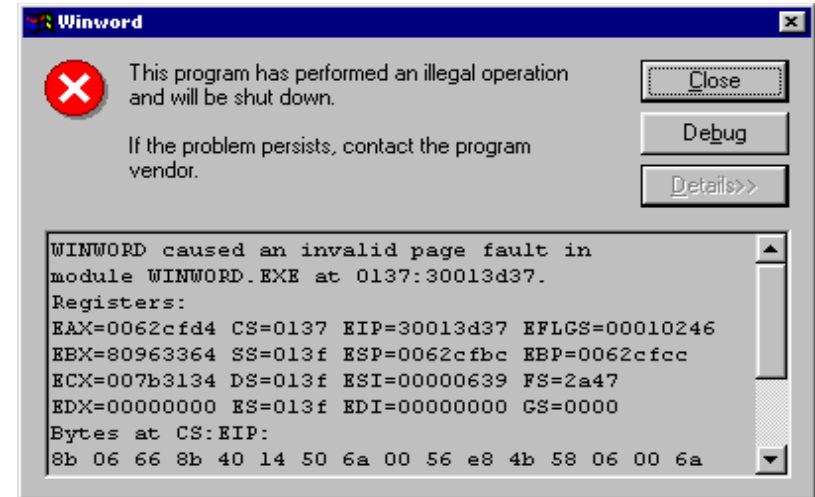 Winword
This program has performed an illegal operation
and will be shut down.
If the problem persists, contact the program
vendor.
Close
Debug
Details>>
WINWORD caused an invalid page fault in
module WINWORD.EXE at 0137:30013d37.
Registers:
EAX=0062cfd4 CS=0137 EIP=30013d37 EFLGS=00010246
EBX=80963364 SS=013f ESP=0062cfbc EBP=0062cfcc
ECX=007b3134 DS=013f ESI=00000639 FS=2a47
EDX=00000000 ES=013f EDI=00000000 GS=0000
Bytes at CS:EIP:
8b 06 66 8b 40 14 50 6a 00 56 e8 4b 58 06 00 6a